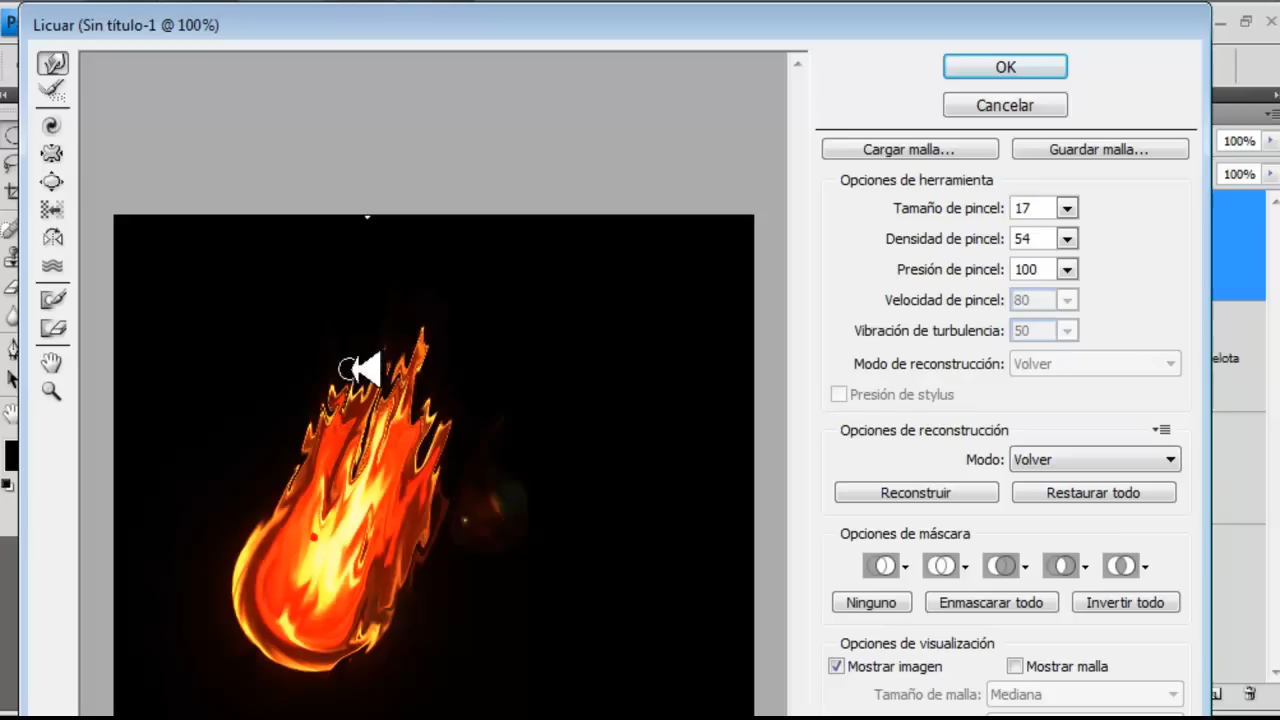 Licuar (Sin título-1 @ 100%)
OK
Cancelar
Cargar malla... Guardar malla...
Opciones de herramienta
Tamaño de pincel: 17
Densidad de pincel: 54
Presión de pincel: 100
Velocidad de pincel: 80
Vibración de turbulencia: 50
Modo de reconstrucción: Volver
Presión de stylus
Opciones de reconstrucción
Modo: Volver
Reconstruir Restaurar todo
Opciones de máscara
Ninguno Enmascarar todo Invertir todo
Opciones de visualización
Mostrar imagen Mostrar malla
Tamaño de malla: Mediana
100%
100%
elota